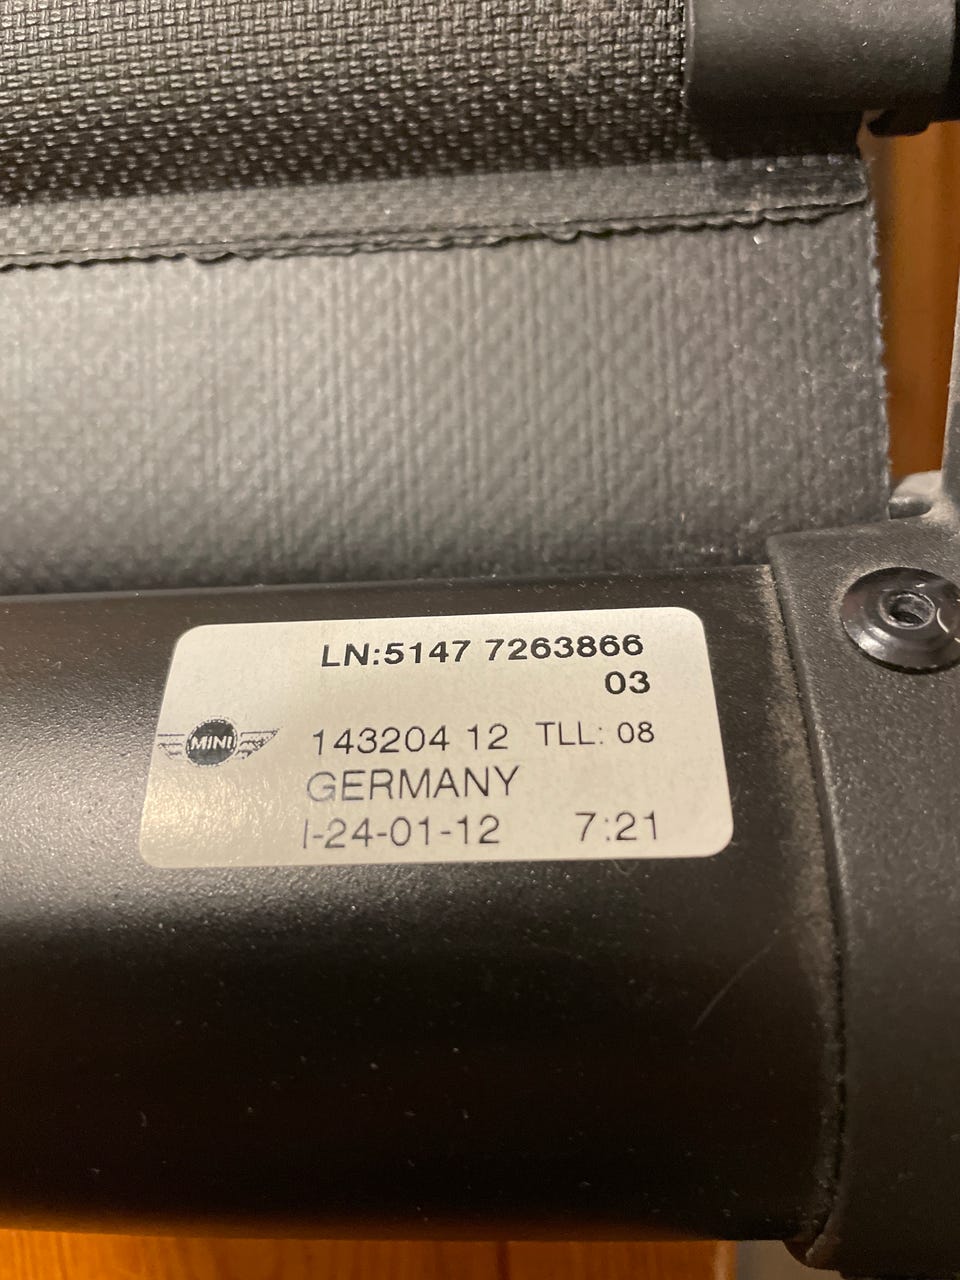 LN:5147 7263866
03
MINI
143204 12 TLL: 08
GERMANY
I-24-01-12 7:21